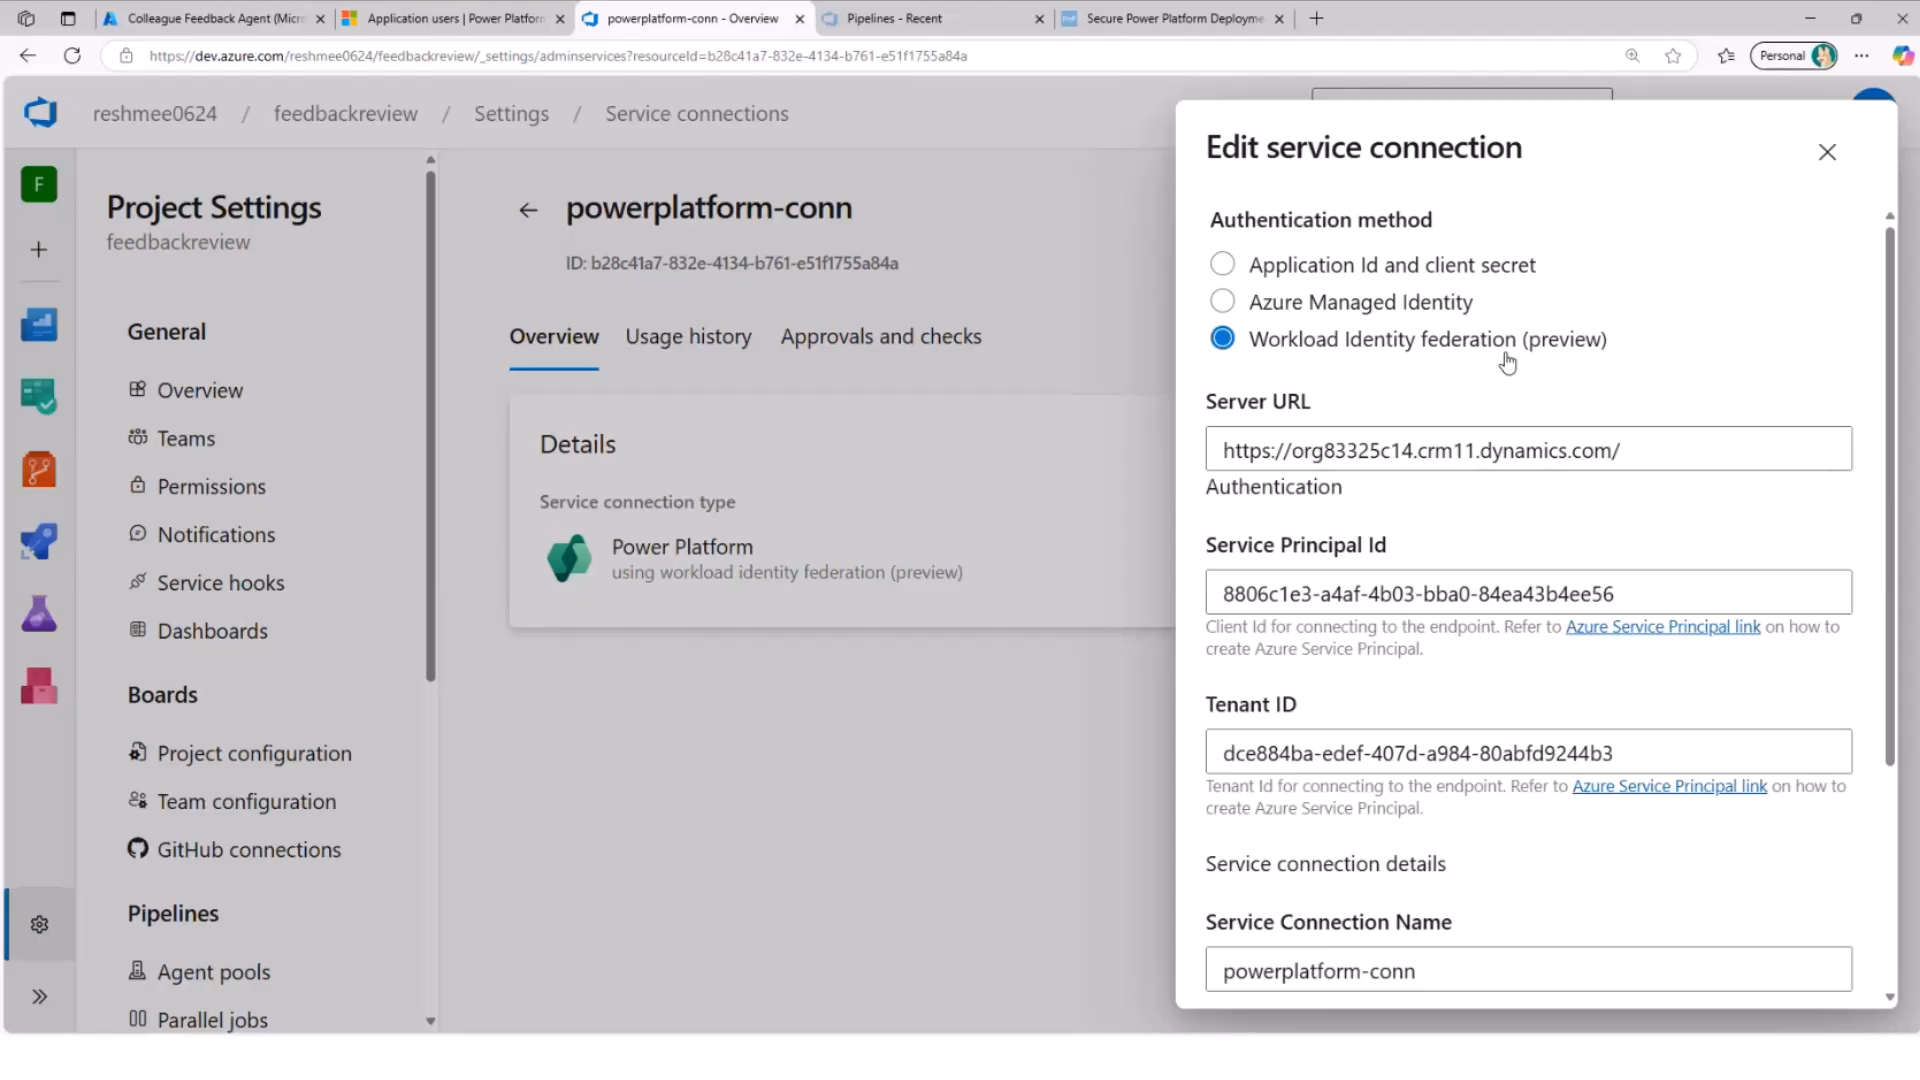 Colleague Feedback Agent (Micro
Application users | Power Platform
powerplatform-conn - Overview
Pipelines - Recent
Secure Power Platform Deployme
https://dev.azure.com/reshmee0624/feedbackreview/_settings/adminservices?resourceId=b28c41a7-832e-4134-b761-e51f1755a84a
Personal
reshmee0624 / feedbackreview / Settings / Service connections
F
Project Settings
feedbackreview
General
Overview
Teams
Permissions
Notifications
Service hooks
Dashboards
Boards
Project configuration
Team configuration
GitHub connections
Pipelines
Agent pools
Parallel jobs
powerplatform-conn
ID: b28c41a7-832e-4134-b761-e51f1755a84a
Overview Usage history Approvals and checks
Details
Service connection type
Power Platform
using workload identity federation (preview)
Edit service connection
Authentication method
Application Id and client secret
Azure Managed Identity
Workload Identity federation (preview)
Server URL
https://org83325c14.crm11.dynamics.com/
Authentication
Service Principal Id
8806c1e3-a4af-4b03-bba0-84ea43b4ee56
Client Id for connecting to the endpoint. Refer to Azure Service Principal link on how to
create Azure Service Principal.
Tenant ID
dce884ba-edef-407d-a984-80abfd9244b3
Tenant Id for connecting to the endpoint. Refer to Azure Service Principal link on how to
create Azure Service Principal.
Service connection details
Service Connection Name
powerplatform-conn